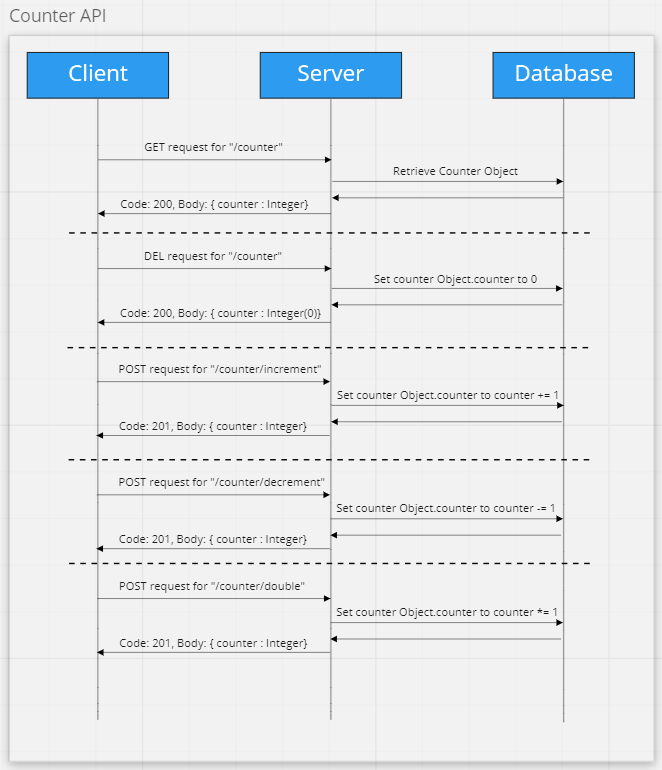 Counter API
Client
Server
Database
GET request for "/counter"
Retrieve Counter Object
Code: 200, Body: { counter : Integer}
DEL request for "/counter"
Set counter Object.counter to 0
Code: 200, Body: { counter : Integer(0)}
POST request for "/counter/increment"
Set counter Object.counter to counter += 1
Code: 201, Body: { counter : Integer}
POST request for "/counter/decrement"
Set counter Object.counter to counter -= 1
Code: 201, Body: { counter : Integer}
POST request for "/counter/double"
Set counter Object.counter to counter *= 1
Code: 201, Body: { counter : Integer}